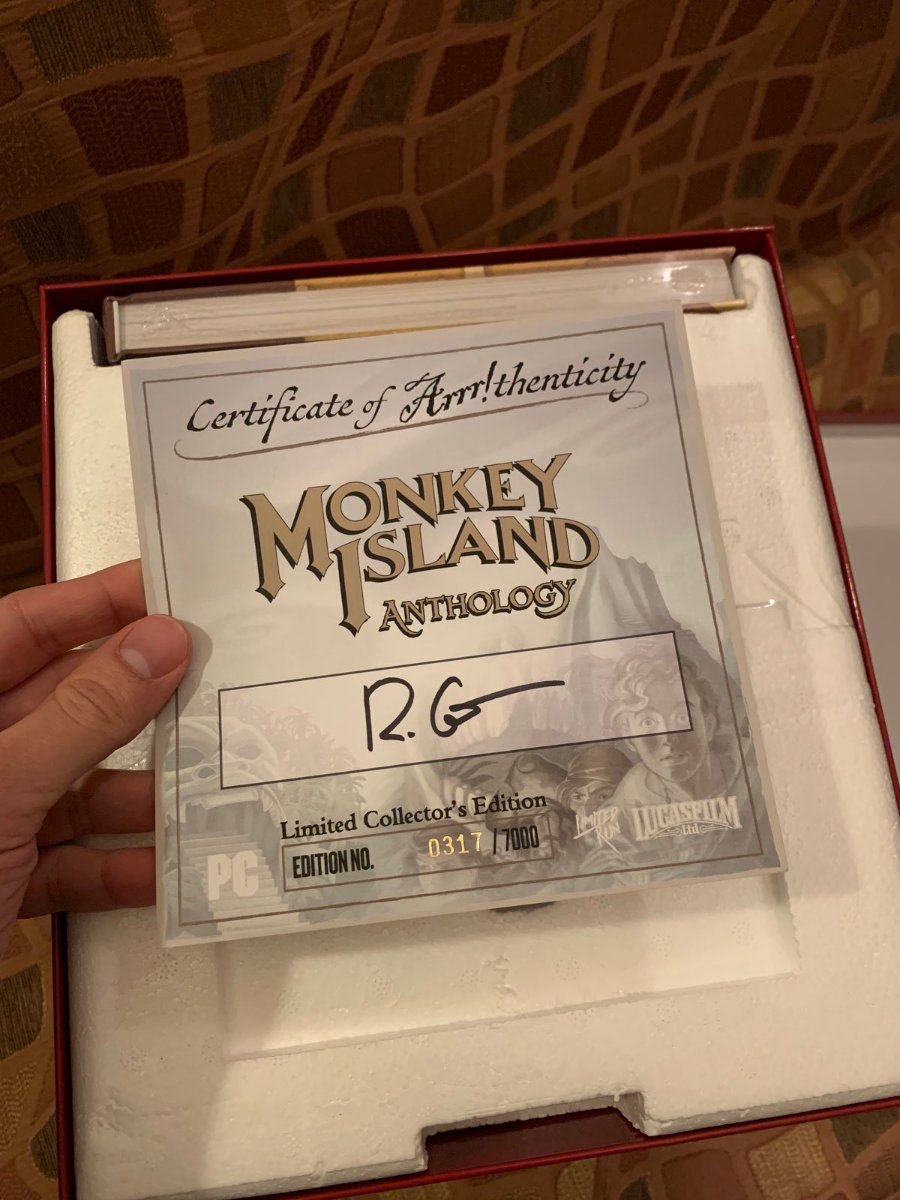 Certificate of Arrr!thenticity
MONKEY
ISLAND
ANTHOLOGY
R. G
Limited Collector's Edition
PC
EDITION NO. 0317 / 7000
LIMITED
RUN
LUCASFILM
Ltd